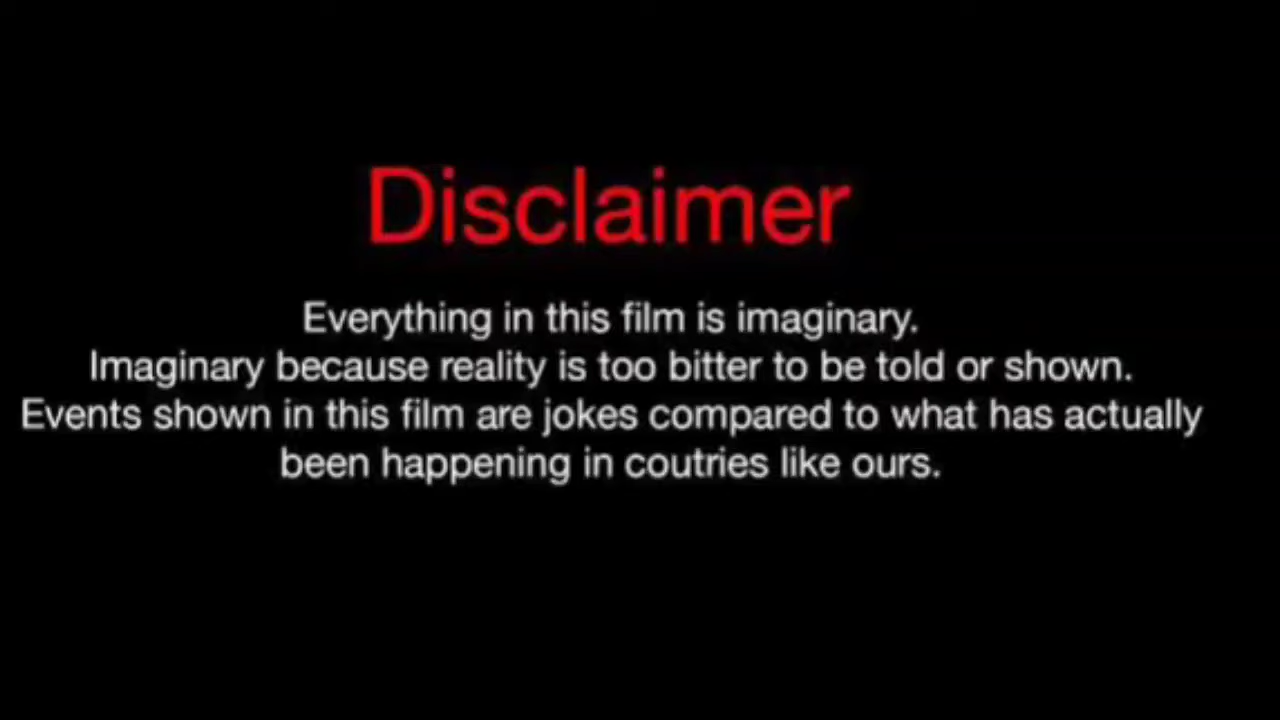 Disclaimer
Everything in this film is imaginary.
Imaginary because reality is too bitter to be told or shown.
Events shown in this film are jokes compared to what has actually
been happening in coutries like ours.